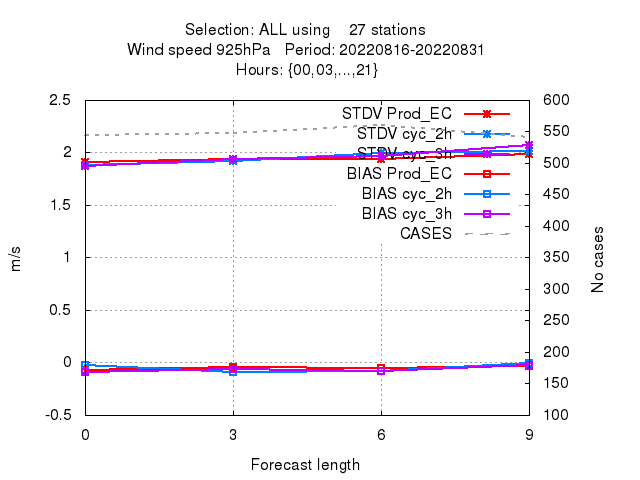 Selection: ALL using 27 stations
Wind speed 925hPa Period: 20220816-20220831
Hours: {00,03,...,21}
2.5
2
1.5
1
0.5
0
-0.5
600
550
500
450
400
350
300
250
200
150
100
STDV Prod_EC
STDV cyc_2h
STDV cyc_3h
BIAS Prod_EC
BIAS cyc_2h
BIAS cyc_3h
CASES
m/s
No cases
0 3 6 9
Forecast length